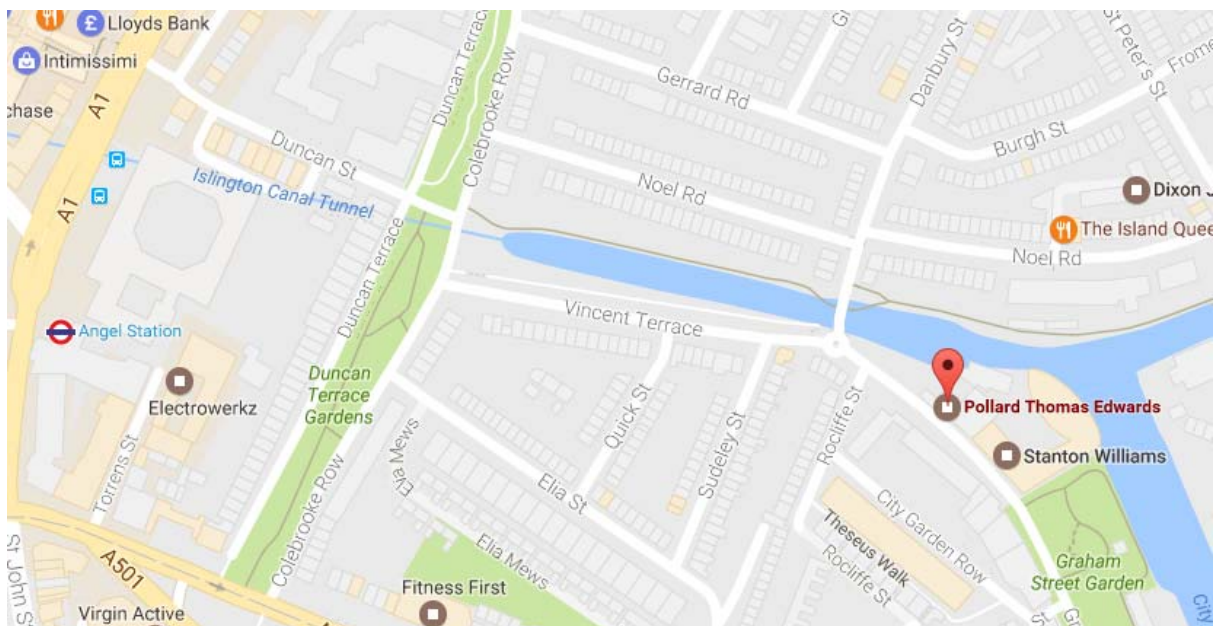 Lloyds Bank
£
Intimissimi
chase
A1
A1
Duncan St
Islington Canal Tunnel
Duncan Terrace
Colebrooke Row
Gerrard Rd
Danbury St
St Peter's St
Frome
Burgh St
Noel Rd
Dixon J
The Island Quee
Noel Rd
Angel Station
Duncan Terrace
Vincent Terrace
Duncan
Terrace
Gardens
Electrowerkz
Torrens St
Colebrooke Row
Elia Mews
Quick St
Sudeley St
Rocliffe St
Pollard Thomas Edwards
Stanton Williams
Elia St
City Garden Row
Theseus Walk
Rocliffe St
Elia Mews
Graham
Street Garden
A501
St John S
Fitness First
Virgin Active
St
Gr
City